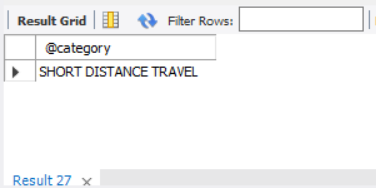 Result Grid Filter Rows:
@category
SHORT DISTANCE TRAVEL
Result 27